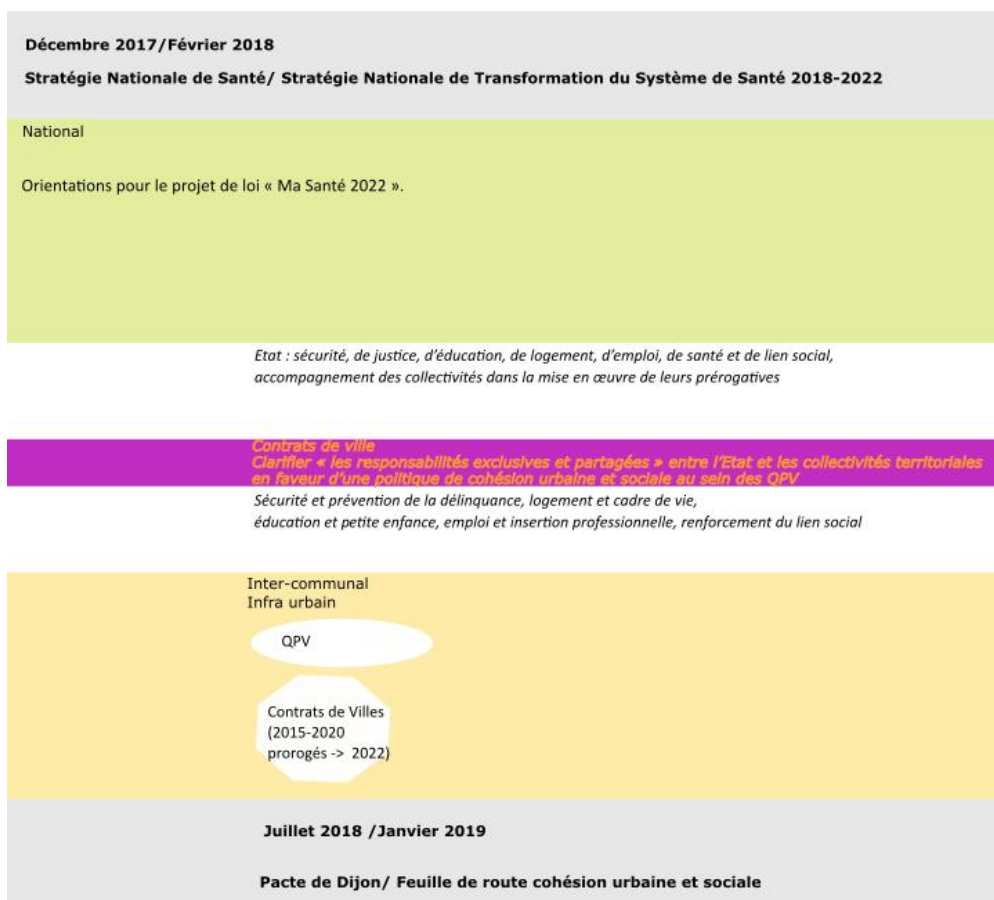 Décembre 2017/Février 2018
Stratégie Nationale de Santé/ Stratégie Nationale de Transformation du Système de Santé 2018-2022
National
Orientations pour le projet de loi « Ma Santé 2022 ».
Etat : sécurité, de justice, d'éducation, de logement, d'emploi, de santé et de lien social,
accompagnement des collectivités dans la mise en œuvre de leurs prérogatives
Contrats de ville
Clarifier « les responsabilités exclusives et partagées » entre l'Etat et les collectivités territoriales
en faveur d'une politique de cohésion urbaine et sociale au sein des QPV
Sécurité et prévention de la délinquance, logement et cadre de vie,
éducation et petite enfance, emploi et insertion professionnelle, renforcement du lien social
Inter-communal
Infra urbain
QPV
Contrats de Villes
(2015-2020
prorogés -> 2022)
Juillet 2018 /Janvier 2019
Pacte de Dijon/ Feuille de route cohésion urbaine et sociale